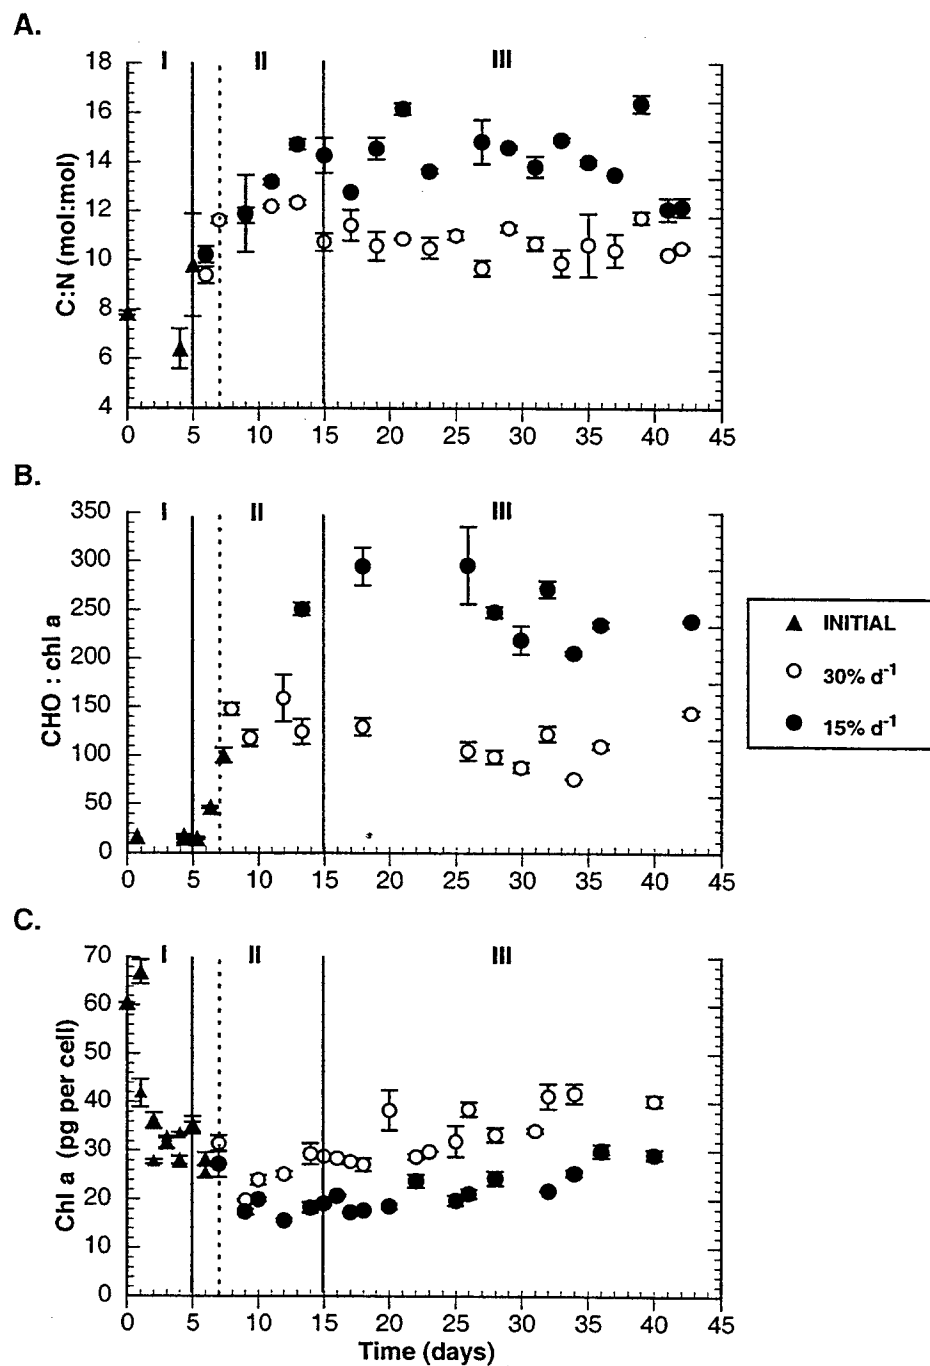 A.
I II III
18
16
14
12
10
8
6
4
C:N (mol:mol)
0 5 10 15 20 25 30 35 40 45
B.
I II III
350
300
250
200
150
100
50
0
CHO : chl a
0 5 10 15 20 25 30 35 40 45
INITIAL
30% d⁻¹
15% d⁻¹
C.
I II III
70
60
50
40
30
20
10
0
Chl a (pg per cell)
0 5 10 15 20 25 30 35 40 45
Time (days)